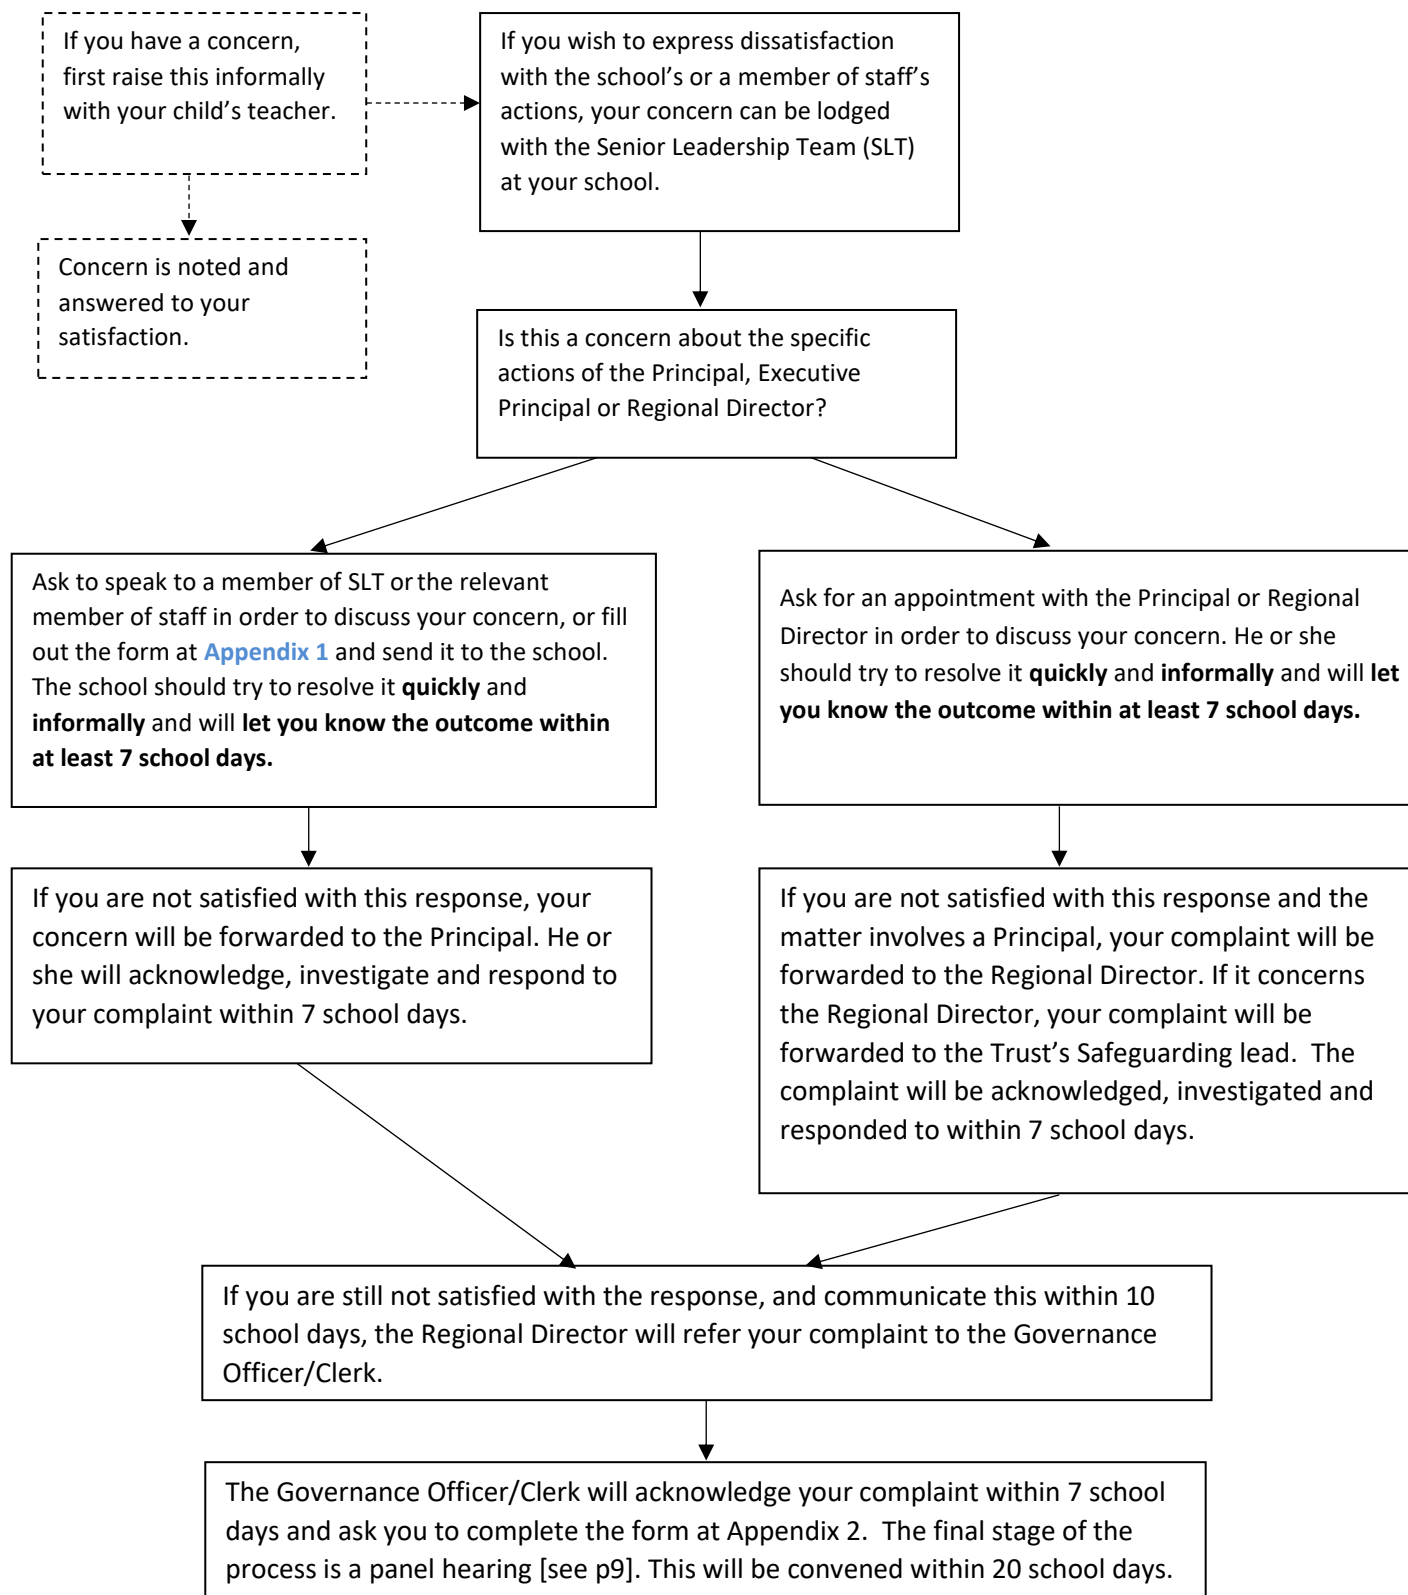 If you have a concern,
first raise this informally
with your child’s teacher.
If you wish to express dissatisfaction
with the school’s or a member of staff’s
actions, your concern can be lodged
with the Senior Leadership Team (SLT)
at your school.
Concern is noted and
answered to your
satisfaction.
Is this a concern about the specific
actions of the Principal, Executive
Principal or Regional Director?
Ask to speak to a member of SLT or the relevant
member of staff in order to discuss your concern, or fill
out the form at Appendix 1 and send it to the school.
The school should try to resolve it quickly and
informally and will let you know the outcome within
at least 7 school days.
Ask for an appointment with the Principal or Regional
Director in order to discuss your concern. He or she
should try to resolve it quickly and informally and will let
you know the outcome within at least 7 school days.
If you are not satisfied with this response, your
concern will be forwarded to the Principal. He or
she will acknowledge, investigate and respond to
your complaint within 7 school days.
If you are not satisfied with this response and the
matter involves a Principal, your complaint will be
forwarded to the Regional Director. If it concerns
the Regional Director, your complaint will be
forwarded to the Trust’s Safeguarding lead.  The
complaint will be acknowledged, investigated and
responded to within 7 school days.
If you are still not satisfied with the response, and communicate this within 10
school days, the Regional Director will refer your complaint to the Governance
Officer/Clerk.
The Governance Officer/Clerk will acknowledge your complaint within 7 school
days and ask you to complete the form at Appendix 2.  The final stage of the
process is a panel hearing [see p9]. This will be convened within 20 school days.